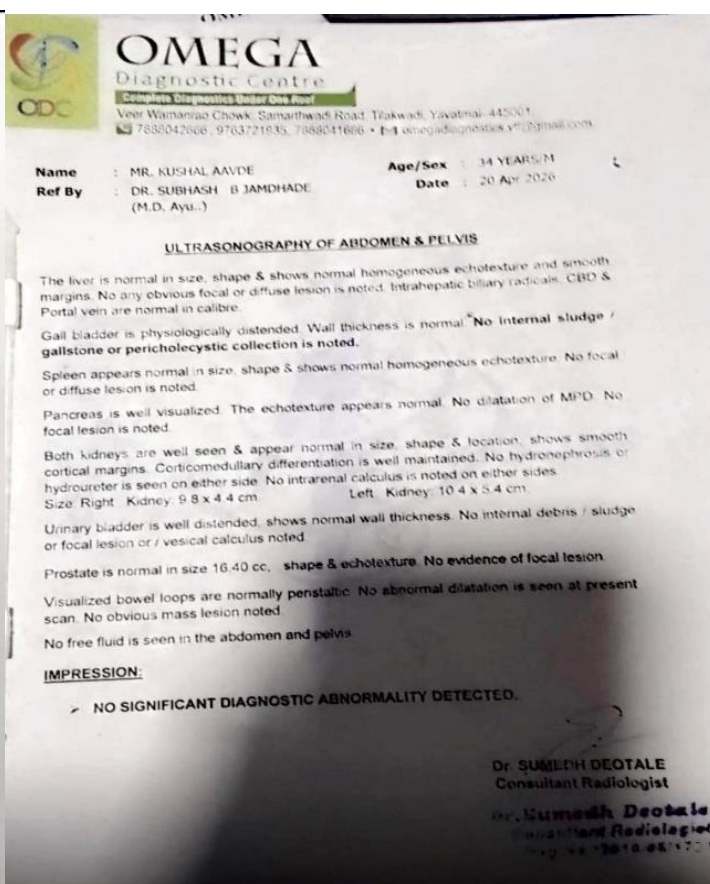 OMEGA
Diagnostic Centre
Complete Diagnostics Under One Roof
ODC
Veer Wamanrao Chowk, Samarthwadi Road, Tilakwadi, Yavatmal- 445001.
7888042666, 9763721935, 7888041666 •
Name : MR. KUSHAL AAVDE
Age/Sex : 34 YEARS/M
Ref By : DR. SUBHASH B JAMDHADE
(M.D. Ayu..)
Date : 20 Apr 2026
ULTRASONOGRAPHY OF ABDOMEN & PELVIS
The liver is normal in size, shape & shows normal homogeneous echotexture and smooth
margins. No any obvious focal or diffuse lesion is noted. Intrahepatic biliary radicals, CBD &
Portal vein are normal in calibre.
Gall bladder is physiologically distended. Wall thickness is normal. No internal sludge /
gallstone or pericholecystic collection is noted.
Spleen appears normal in size, shape & shows normal homogeneous echotexture. No focal
or diffuse lesion is noted.
Pancreas is well visualized. The echotexture appears normal. No dilatation of MPD. No
focal lesion is noted.
Both kidneys are well seen & appear normal in size, shape & location, shows smooth
cortical margins. Corticomedullary differentiation is well maintained. No hydronephrosis or
hydroureter is seen on either side. No intrarenal calculus is noted on either sides.
Size: Right Kidney: 9.8 x 4.4 cm. Left Kidney: 10.4 x 5.4 cm.
Urinary bladder is well distended, shows normal wall thickness. No internal debris / sludge
or focal lesion or / vesical calculus noted.
Prostate is normal in size 16.40 cc, shape & echotexture. No evidence of focal lesion.
Visualized bowel loops are normally peristaltic. No abnormal dilatation is seen at present
scan. No obvious mass lesion noted.
No free fluid is seen in the abdomen and pelvis.
IMPRESSION:
➢ NO SIGNIFICANT DIAGNOSTIC ABNORMALITY DETECTED.
Dr. SUMEDH DEOTALE
Consultant Radiologist
Dr. Sumedh Deotale
Consultant Radiologist